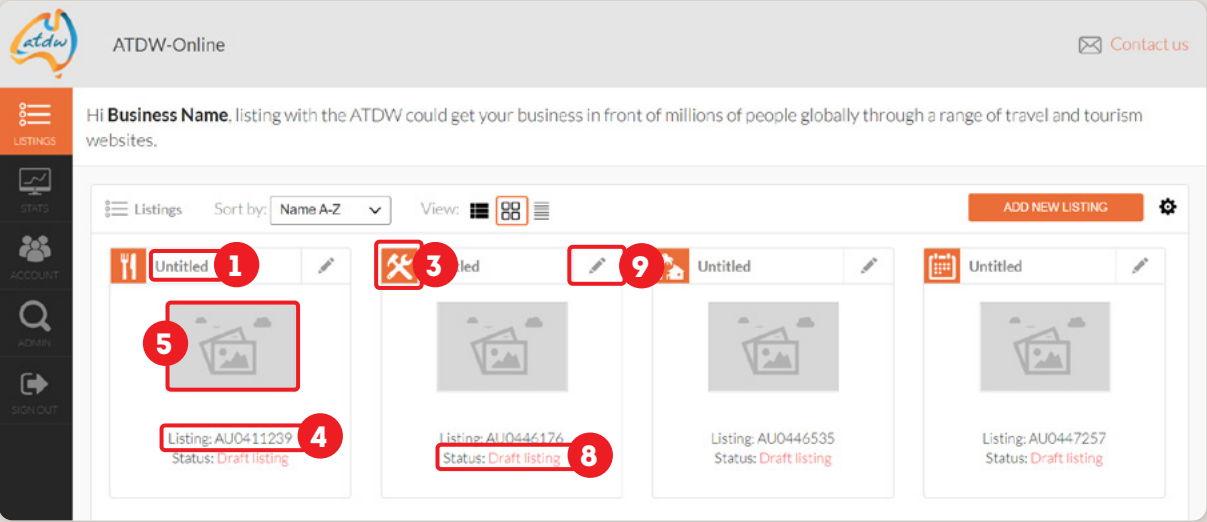 atdw
ATDW-Online
Contact us
LISTINGS
Hi Business Name, listing with the ATDW could get your business in front of millions of people globally through a range of travel and tourism
websites.
STATS
Listings Sort by: Name A-Z View: ADD NEW LISTING
ACCOUNT
Untitled 1 3 led 9 Untitled Untitled
ADMIN
5
SIGN OUT
Listing: AU0411239 4 Listing: AU0446176 Listing: AU0446535 Listing: AU0447257
Status: Draft listing Status: Draft listing 8 Status: Draft listing Status: Draft listing